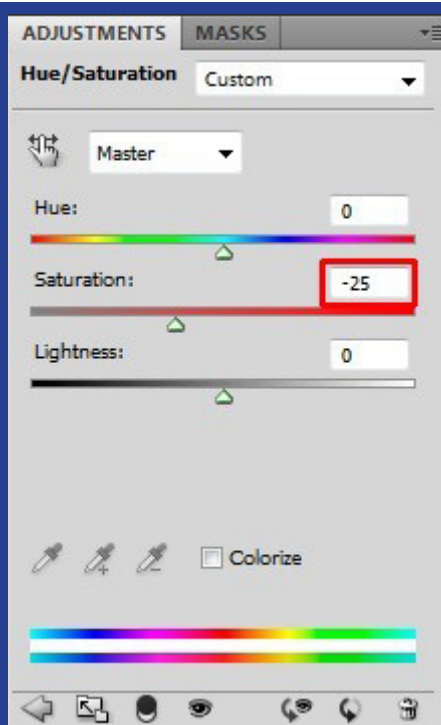 ADJUSTMENTS MASKS
Hue/Saturation Custom
Master
Hue: 0
Saturation: -25
Lightness: 0
Colorize